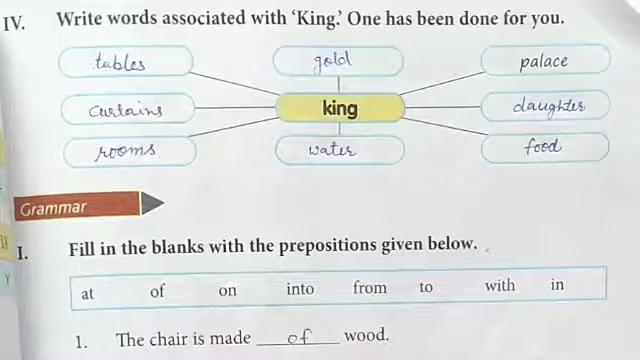 IV. Write words associated with ‘King.’ One has been done for you.
tables gold palace
curtains king daughter
rooms water food
Grammar
I. Fill in the blanks with the prepositions given below.
at of on into from to with in
1. The chair is made of wood.